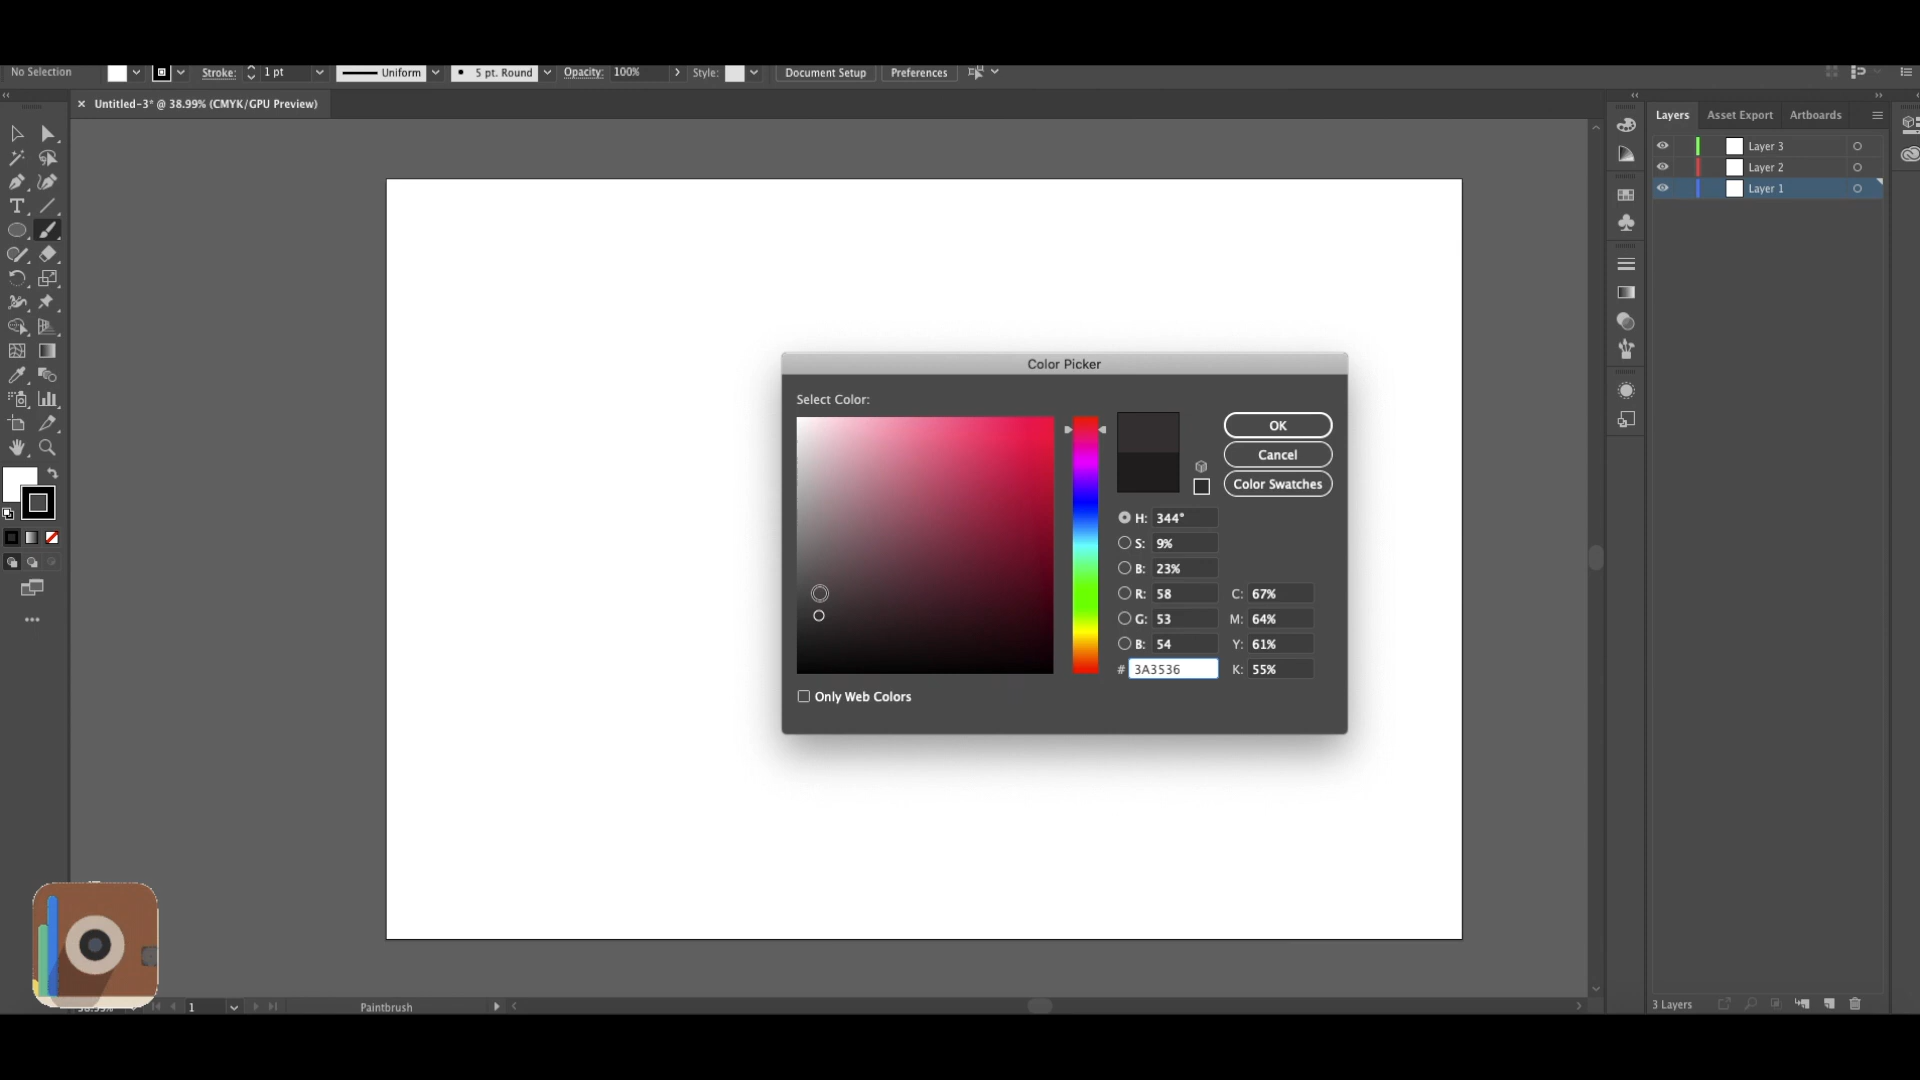 No Selection
Stroke: 1 pt
Uniform
5 pt. Round
Opacity: 100%
Style:
Document Setup
Preferences
Untitled-3* @ 38.99% (CMYK/GPU Preview)
Layers
Asset Export
Artboards
Layer 3
Layer 2
Layer 1
Color Picker
Select Color:
OK
Cancel
Color Swatches
H: 344°
S: 9%
B: 23%
R: 58
C: 67%
G: 53
M: 64%
B: 54
Y: 61%
# 3A3536
K: 55%
Only Web Colors
1
Paintbrush
3 Layers